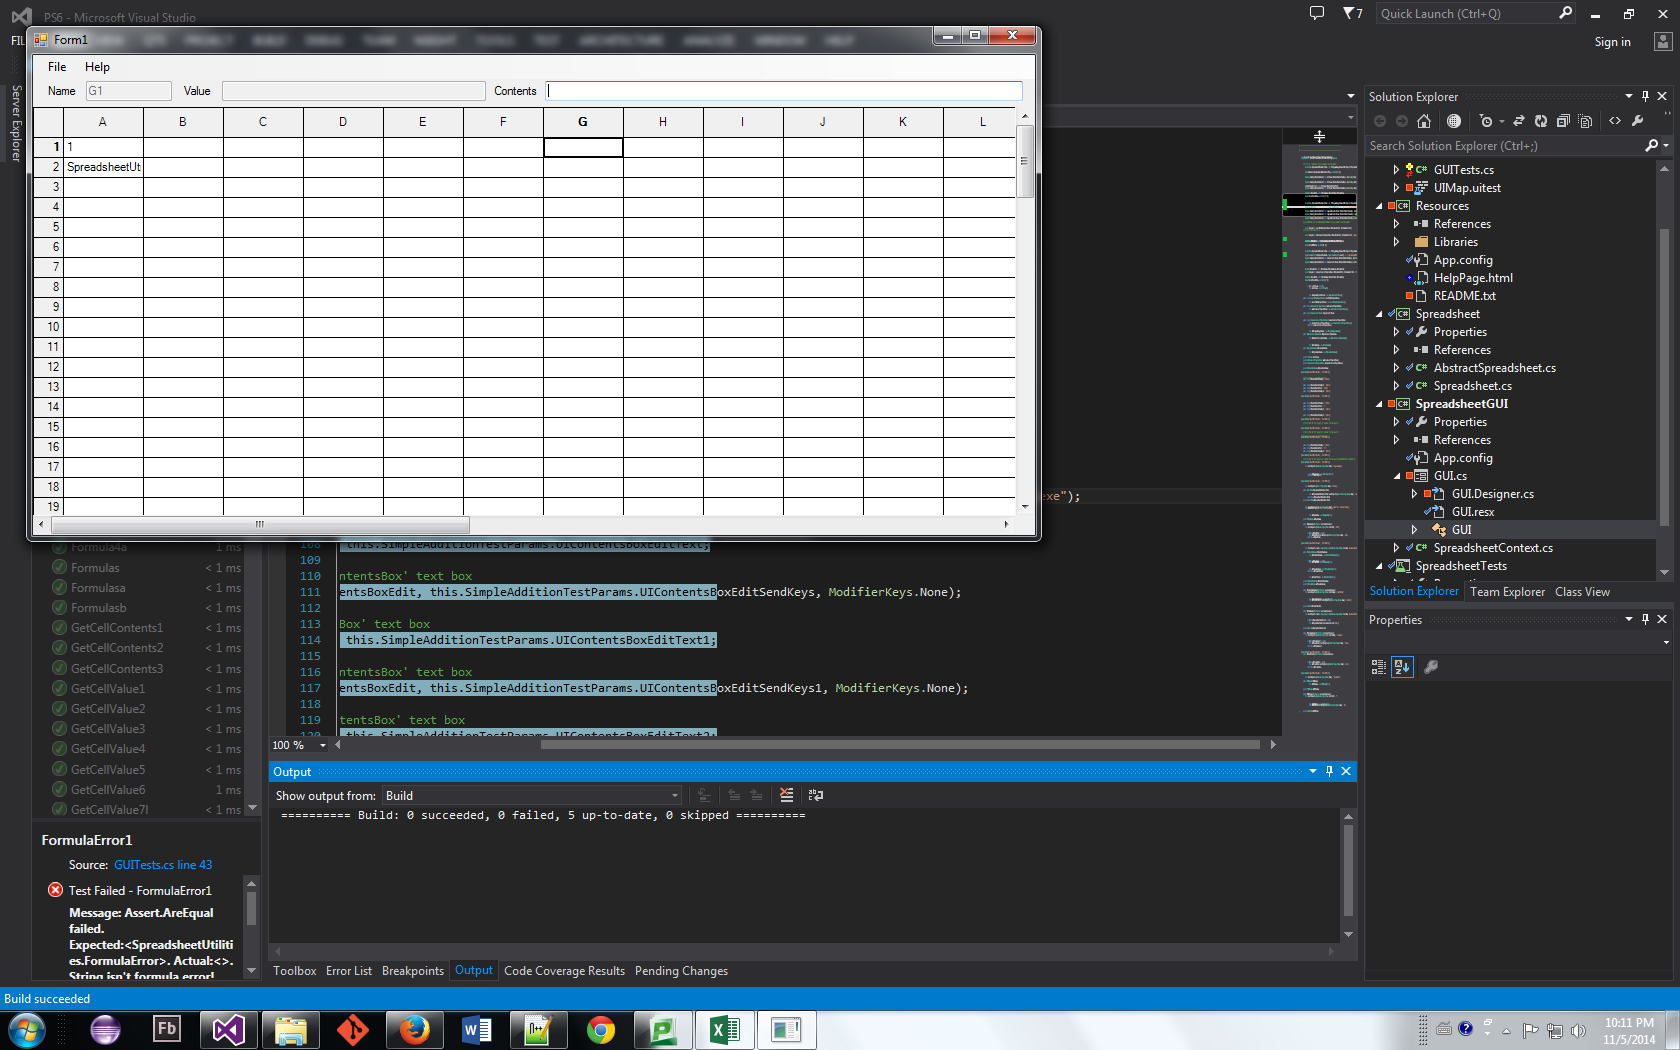 PS6 - Microsoft Visual Studio
7
Quick Launch (Ctrl+Q)
Sign in
Form1
File Help
Name G1 Value Contents
A B C D E F G H I J K L
1 1
2 SpreadsheetUt
3
4
5
6
7
8
9
10
11
12
13
14
15
16
17
18
19
Server Explorer
xe");
Formula4a 1 ms
Formulas < 1 ms
Formulasa < 1 ms
Formulasb < 1 ms
GetCellContents1 < 1 ms
GetCellContents2 < 1 ms
GetCellContents3 < 1 ms
GetCellValue1 < 1 ms
GetCellValue2 < 1 ms
GetCellValue3 < 1 ms
GetCellValue4 < 1 ms
GetCellValue5 < 1 ms
GetCellValue6 1 ms
GetCellValue7l < 1 ms
FormulaError1
Source: GUITests.cs line 43
Test Failed - FormulaError1
Message: Assert.AreEqual
failed.
Expected:<SpreadsheetUtiliti
es.FormulaError>. Actual:<>.
String isn't formula error!
108 this.SimpleAdditionTestParams.UIContentsBoxEditText;
109
110 ntentsBox' text box
111 entsBoxEdit, this.SimpleAdditionTestParams.UIContentsBoxEditSendKeys, ModifierKeys.None);
112
113 Box' text box
114 this.SimpleAdditionTestParams.UIContentsBoxEditText1;
115
116 ntentsBox' text box
117 entsBoxEdit, this.SimpleAdditionTestParams.UIContentsBoxEditSendKeys1, ModifierKeys.None);
118
119 tentsBox' text box
120 this.SimpleAdditionTestParams.UIContentsBoxEditText2;
100 %
Output
Show output from: Build
========== Build: 0 succeeded, 0 failed, 5 up-to-date, 0 skipped ==========
Toolbox Error List Breakpoints Output Code Coverage Results Pending Changes
Solution Explorer
Search Solution Explorer (Ctrl+;)
GUITests.cs
UIMap.uitest
Resources
References
Libraries
App.config
HelpPage.html
README.txt
Spreadsheet
Properties
References
AbstractSpreadsheet.cs
Spreadsheet.cs
SpreadsheetGUI
Properties
References
App.config
GUI.cs
GUI.Designer.cs
GUI.resx
GUI
SpreadsheetContext.cs
SpreadsheetTests
Solution Explorer Team Explorer Class View
Properties
Build succeeded
Fb
10:11 PM
11/5/2014